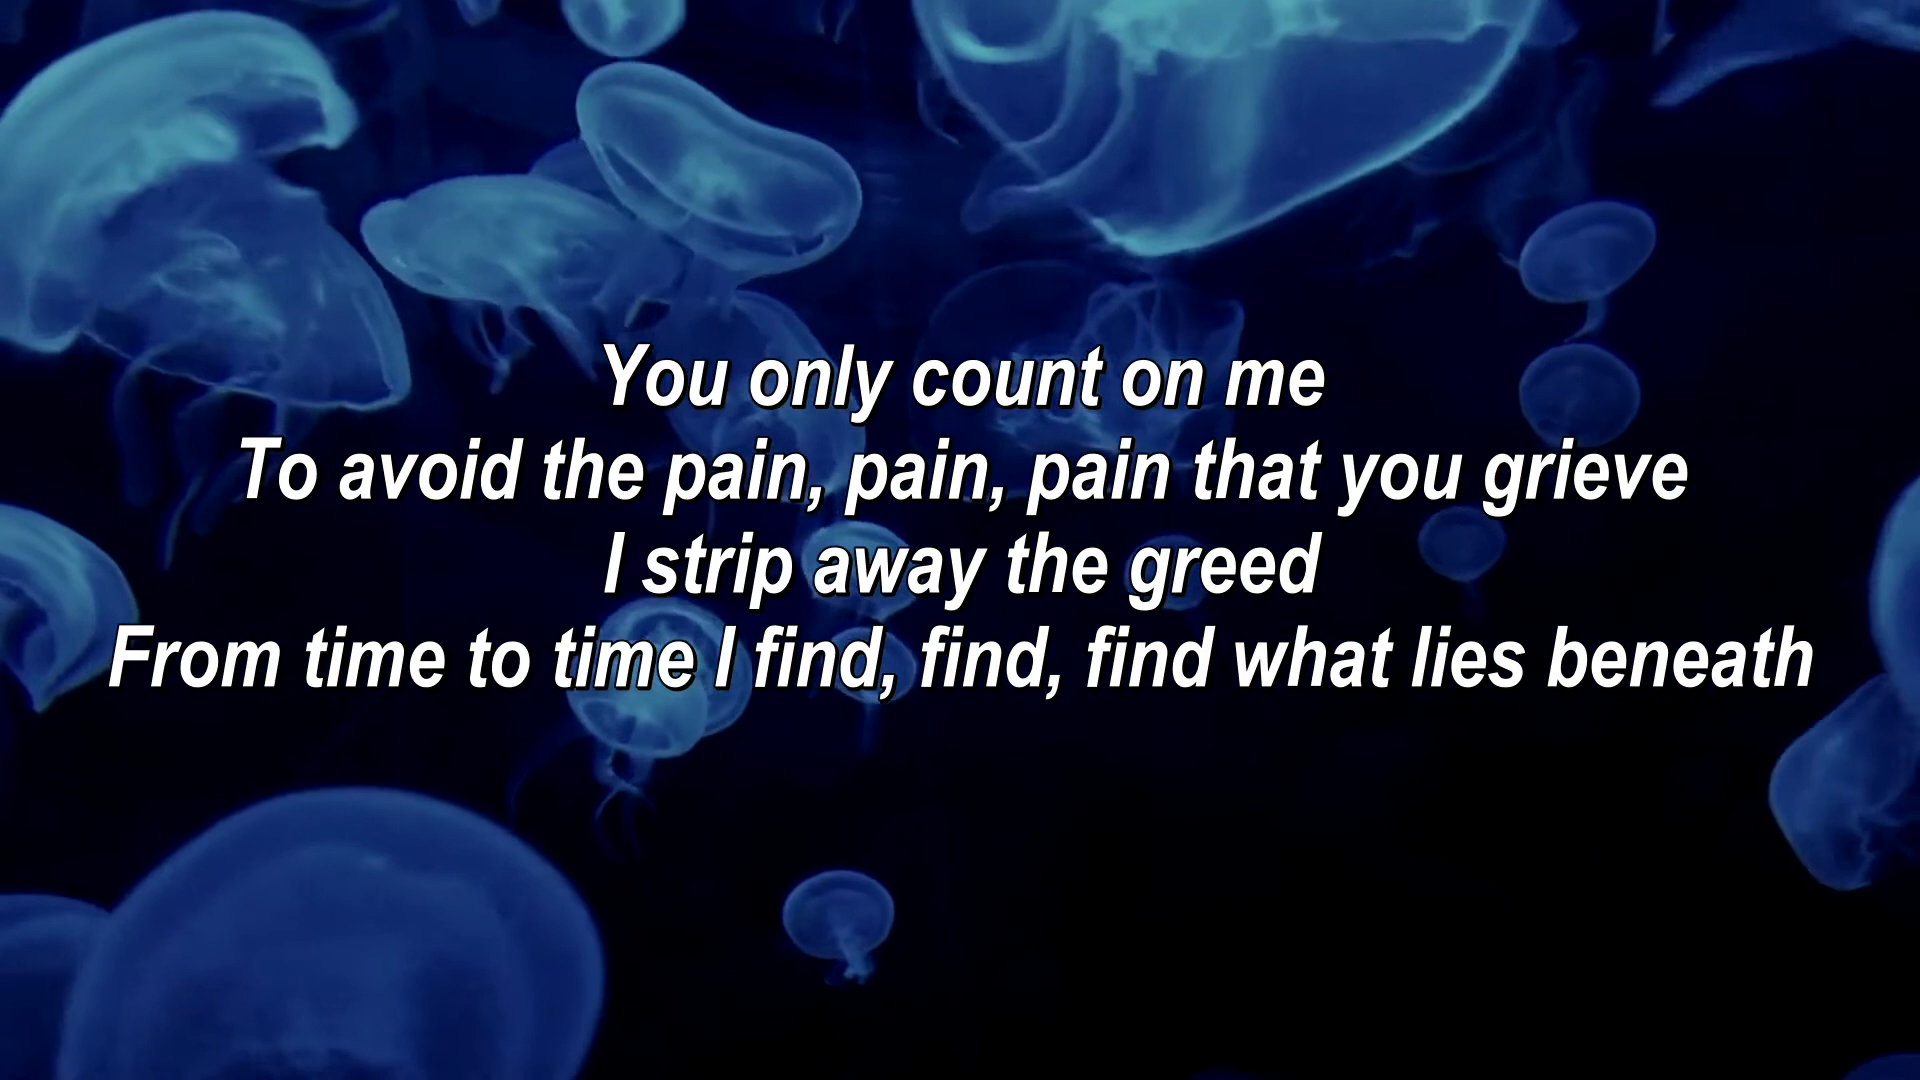 You only count on me
To avoid the pain, pain, pain that you grieve
I strip away the greed
From time to time I find, find, find what lies beneath